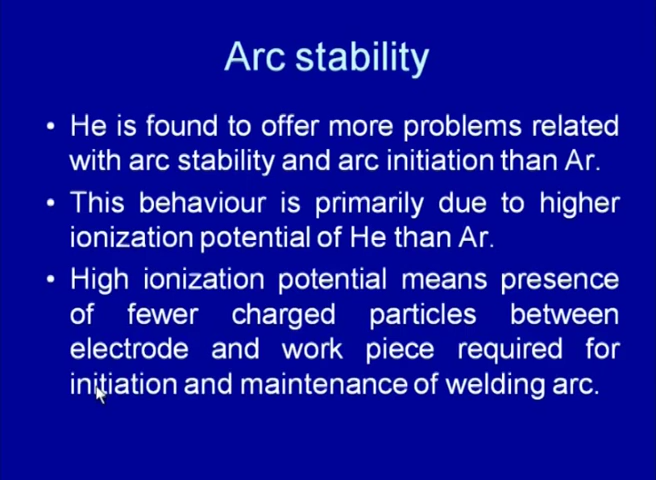 Arc stability
• He is found to offer more problems related
with arc stability and arc initiation than Ar.
• This behaviour is primarily due to higher
ionization potential of He than Ar.
• High ionization potential means presence
of fewer charged particles between
electrode and work piece required for
initiation and maintenance of welding arc.